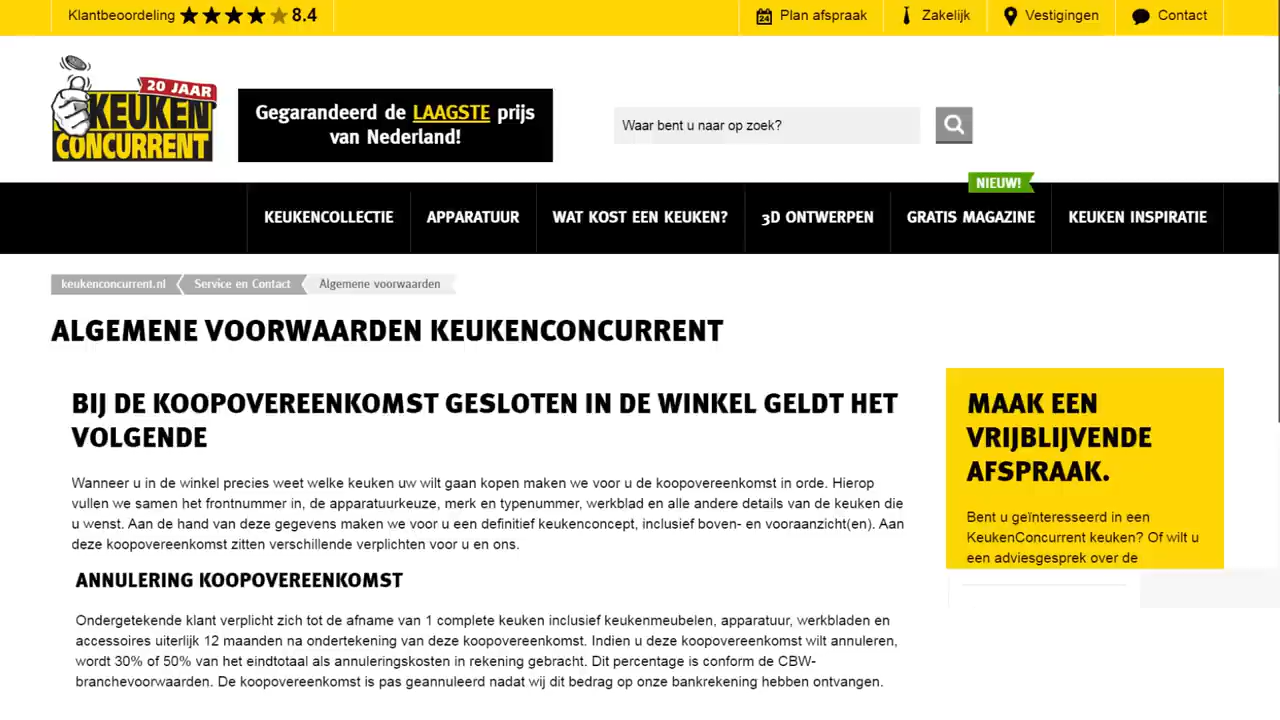 Klantbeoordeling 8.4
Plan afspraak
Zakelijk
Vestigingen
Contact
20 JAAR
KEUKEN
CONCURRENT
Gegarandeerd de LAAGSTE prijs
van Nederland!
Waar bent u naar op zoek?
NIEUW!
KEUKENCOLLECTIE
APPARATUUR
WAT KOST EEN KEUKEN?
3D ONTWERPEN
GRATIS MAGAZINE
KEUKEN INSPIRATIE
keukenconcurrent.nl
Service en Contact
Algemene voorwaarden
ALGEMENE VOORWAARDEN KEUKENCONCURRENT
BIJ DE KOOPOVEREENKOMST GESLOTEN IN DE WINKEL GELDT HET
VOLGENDE
Wanneer u in de winkel precies weet welke keuken uw wilt gaan kopen maken we voor u de koopovereenkomst in orde. Hierop
vullen we samen het frontnummer in, de apparatuurkeuze, merk en typenummer, werkblad en alle andere details van de keuken die
u wenst. Aan de hand van deze gegevens maken we voor u een definitief keukenconcept, inclusief boven- en vooraanzicht(en). Aan
deze koopovereenkomst zitten verschillende verplichten voor u en ons.
ANNULERING KOOPOVEREENKOMST
Ondergetekende klant verplicht zich tot de afname van 1 complete keuken inclusief keukenmeubelen, apparatuur, werkbladen en
accessoires uiterlijk 12 maanden na ondertekening van deze koopovereenkomst. Indien u deze koopovereenkomst wilt annuleren,
wordt 30% of 50% van het eindtotaal als annuleringskosten in rekening gebracht. Dit percentage is conform de CBW-
branchevoorwaarden. De koopovereenkomst is pas geannuleerd nadat wij dit bedrag op onze bankrekening hebben ontvangen.
MAAK EEN
VRIJBLIJVENDE
AFSPRAAK.
Bent u geïnteresseerd in een
KeukenConcurrent keuken? Of wilt u
een adviesgesprek over de